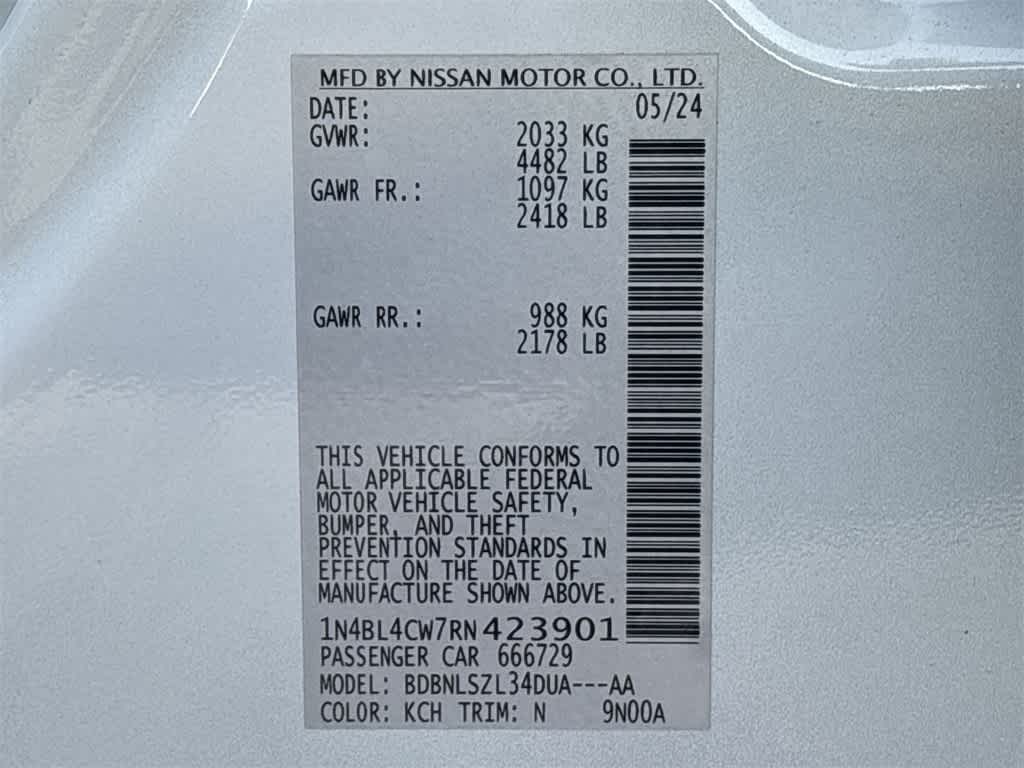 MFD BY NISSAN MOTOR CO., LTD.
DATE: 05/24
GVWR: 2033 KG
4482 LB
GAWR FR.: 1097 KG
2418 LB
GAWR RR.: 988 KG
2178 LB
THIS VEHICLE CONFORMS TO
ALL APPLICABLE FEDERAL
MOTOR VEHICLE SAFETY,
BUMPER, AND THEFT
PREVENTION STANDARDS IN
EFFECT ON THE DATE OF
MANUFACTURE SHOWN ABOVE.
1N4BL4CW7RN423901
PASSENGER CAR 666729
MODEL: BDBNLSZL34DUA---AA
COLOR: KCH TRIM: N 9N00A